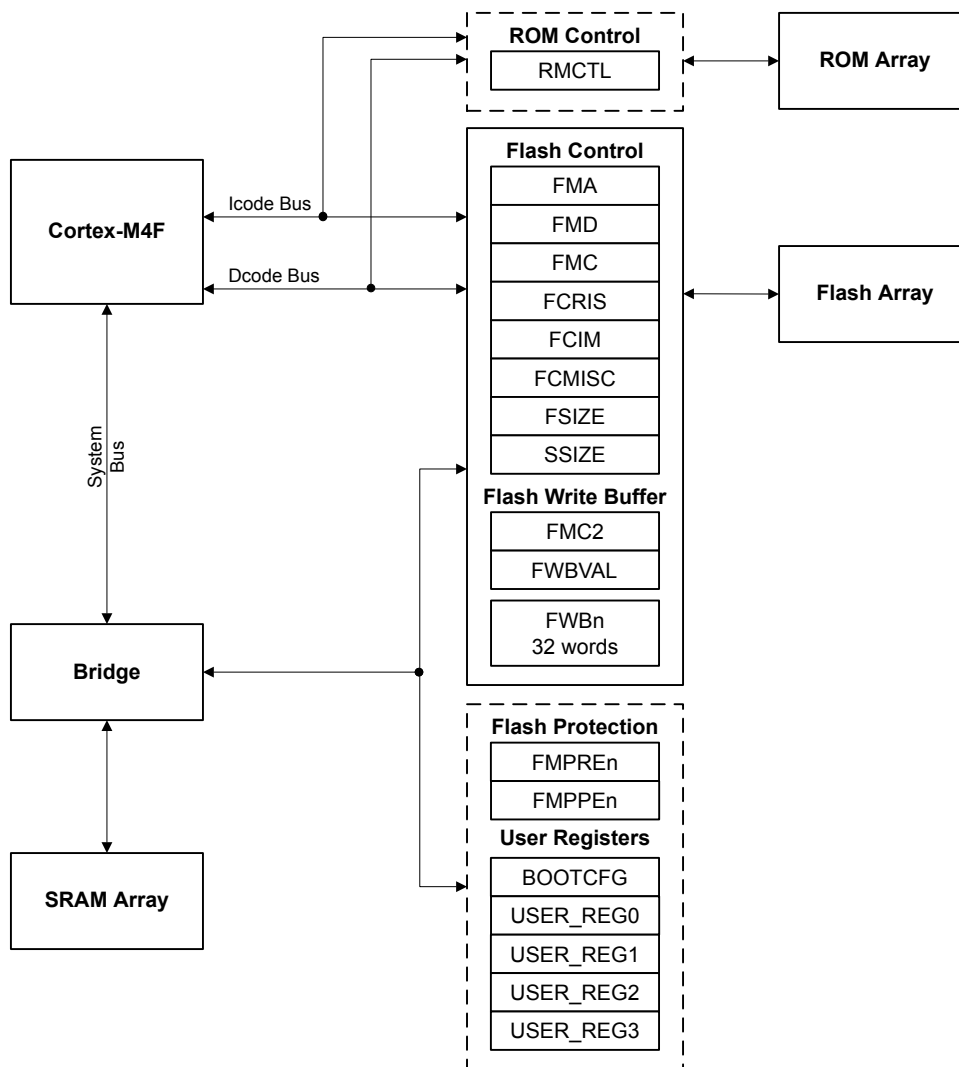 ROM Control
RMCTL
ROM Array
Cortex-M4F
Icode Bus
Dcode Bus
Flash Control
FMA
FMD
FMC
FCRIS
FCIM
FCMISC
FSIZE
SSIZE
Flash Array
System
Bus
Flash Write Buffer
FMC2
FWBVAL
FWBn
32 words
Bridge
Flash Protection
FMPREn
FMPPEn
User Registers
BOOTCFG
USER_REG0
USER_REG1
USER_REG2
USER_REG3
SRAM Array